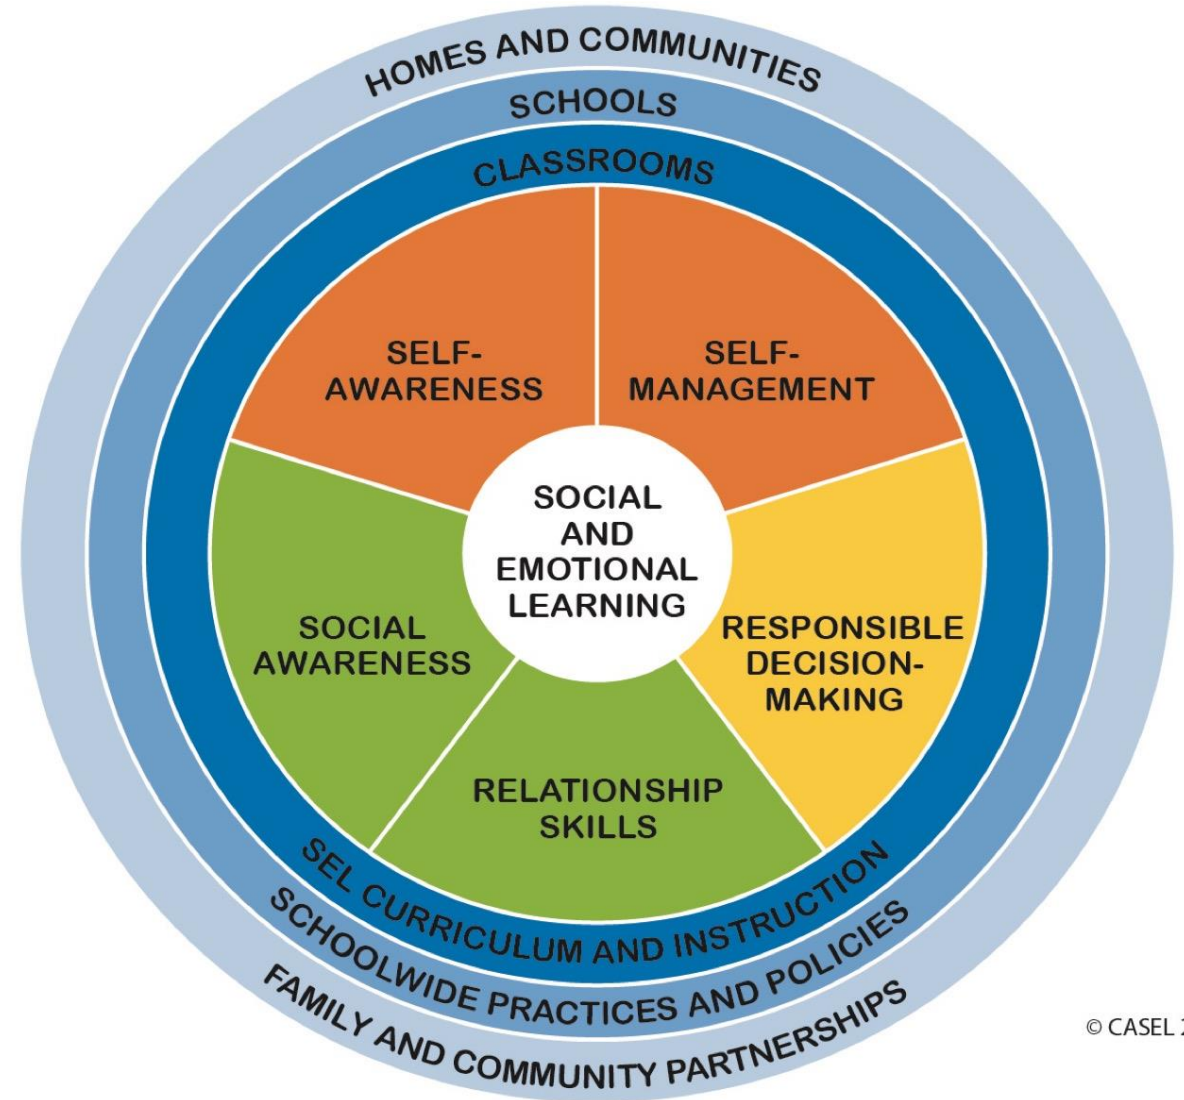 HOMES AND COMMUNITIES
SCHOOLS
CLASSROOMS
SELF-
AWARENESS
SELF-
MANAGEMENT
SOCIAL
AND
EMOTIONAL
LEARNING
SOCIAL
AWARENESS
RESPONSIBLE
DECISION-
MAKING
RELATIONSHIP
SKILLS
SEL CURRICULUM AND INSTRUCTION
SCHOOLWIDE PRACTICES AND POLICIES
FAMILY AND COMMUNITY PARTNERSHIPS
© CASEL